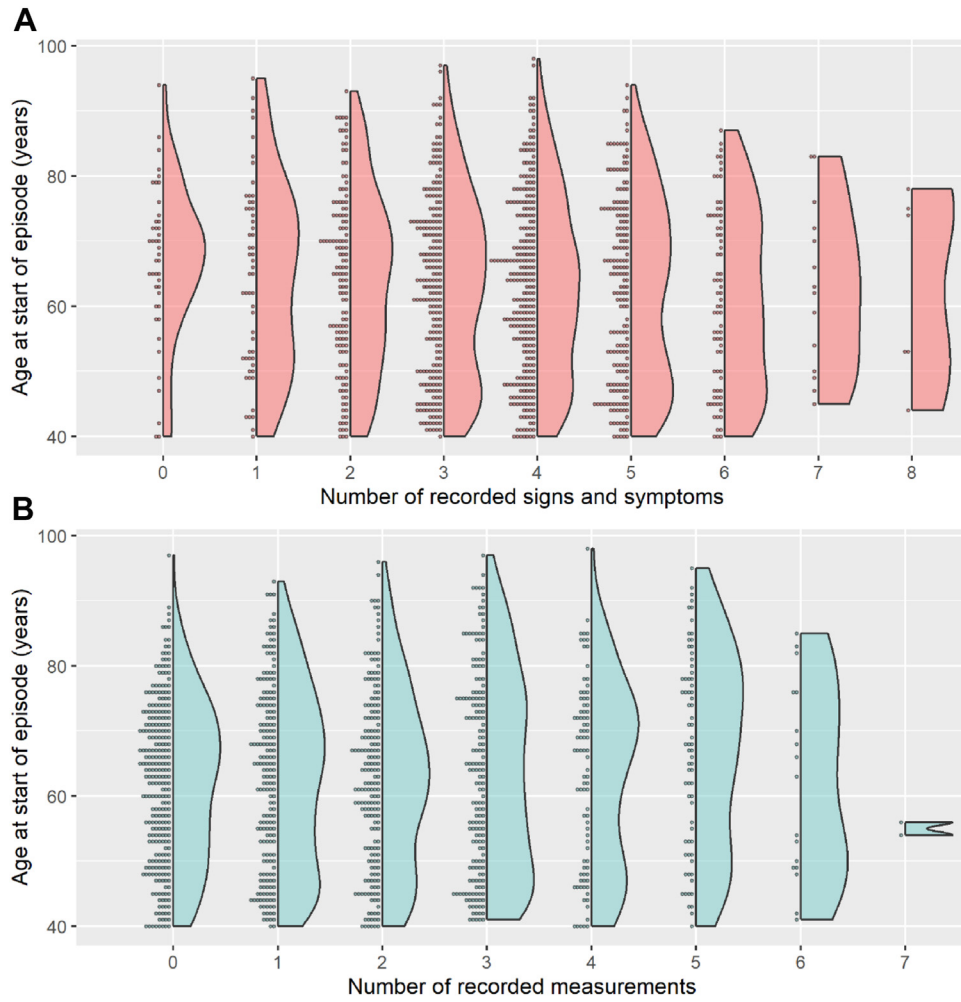 A
100
80
60
40
Age at start of episode (years)
0 1 2 3 4 5 6 7 8
Number of recorded signs and symptoms
B
100
80
60
40
Age at start of episode (years)
0 1 2 3 4 5 6 7
Number of recorded measurements